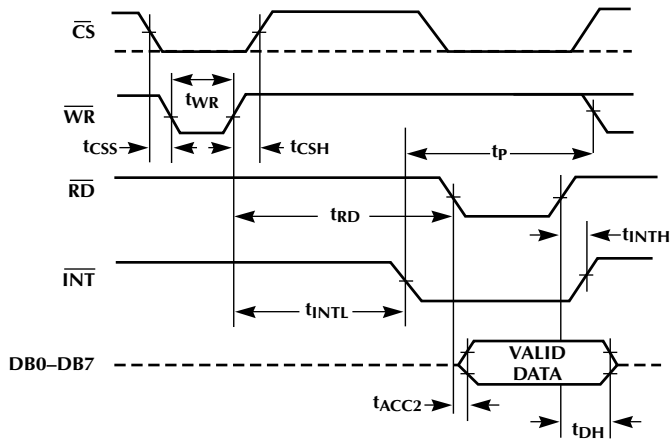 CS
tWR
WR
tCSS
tCSH
tP
RD
tRD
tINTH
INT
tINTL
DB0–DB7
VALID
DATA
tACC2
tDH